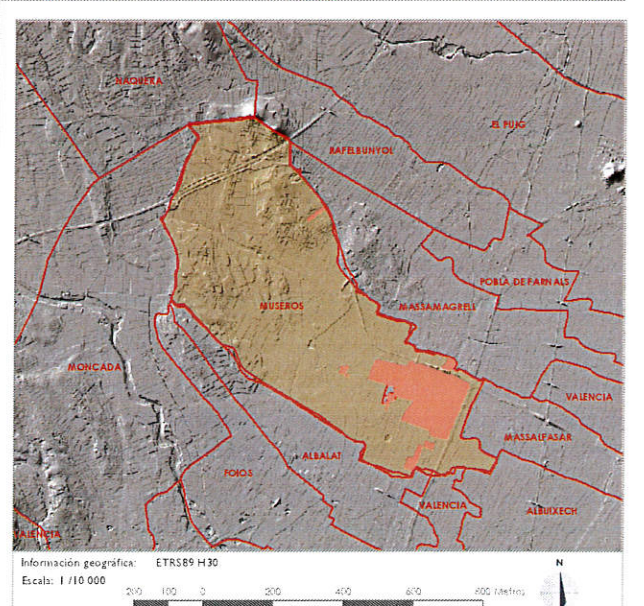 NAQUERA
EL PUIG
RAFELBUNYOL
POBLA DE FARNALS
MUSEROS
MASSAMAGRELL
MONCADA
VALENCIA
MASSALFASAR
ALBALAT
FOIOS
VALENCIA
ALBUIXECH
VALENCIA
Información geográfica: ETRS89 H30
N
Escala: 1 /10 000
200 100 0 200 400 600 800 Metros